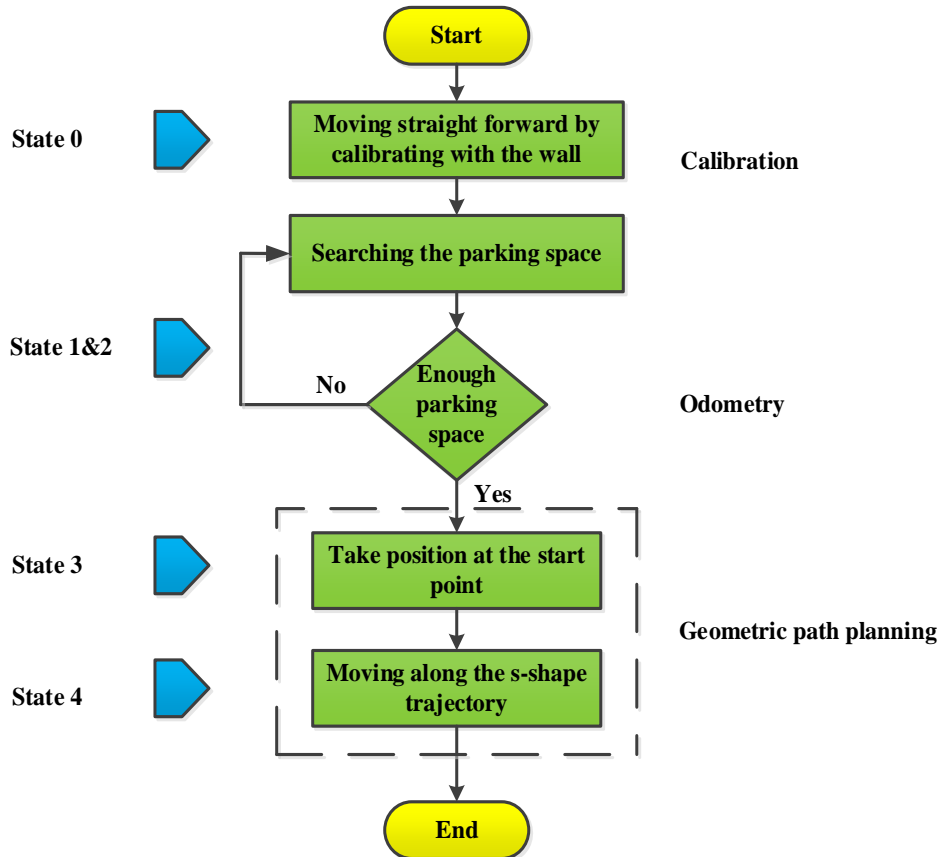 Start
State 0
Moving straight forward by
calibrating with the wall
Calibration
Searching the parking space
State 1&2
No
Enough
parking
space
Odometry
Yes
State 3
Take position at the start
point
Geometric path planning
State 4
Moving along the s-shape
trajectory
End